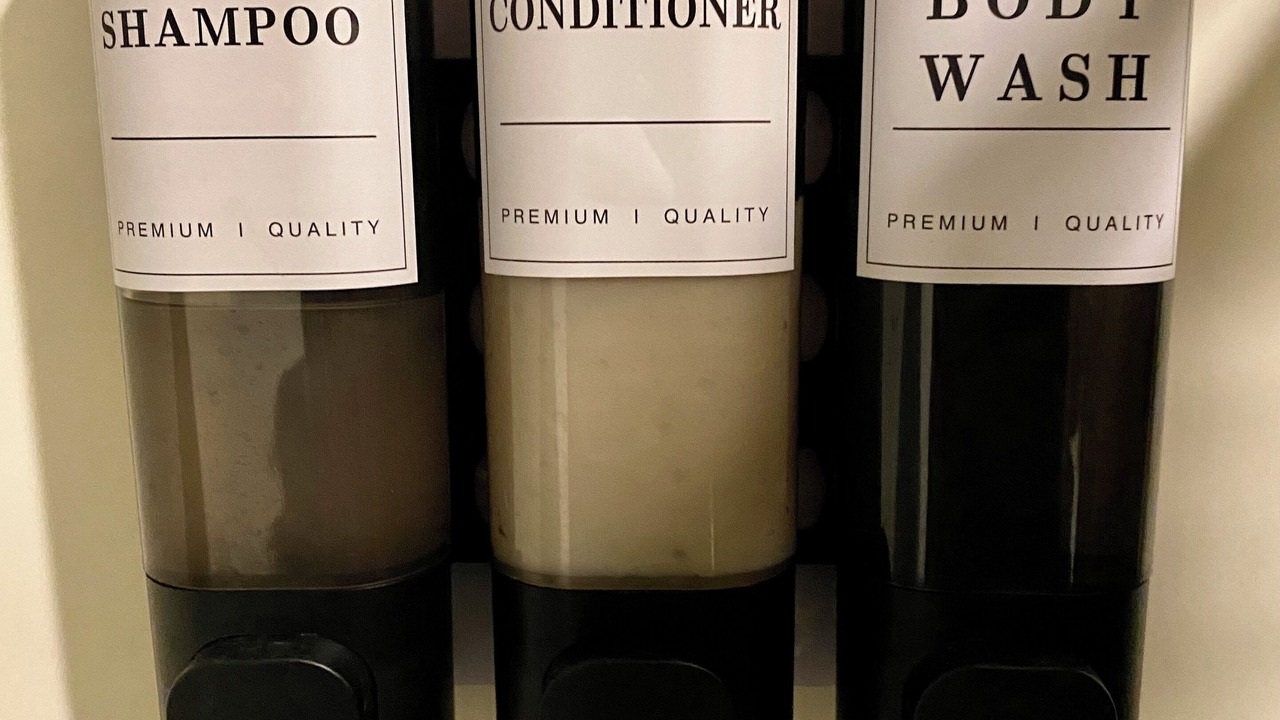 SHAMPOO
PREMIUM | QUALITY
CONDITIONER
PREMIUM | QUALITY
BODY
WASH
PREMIUM | QUALITY